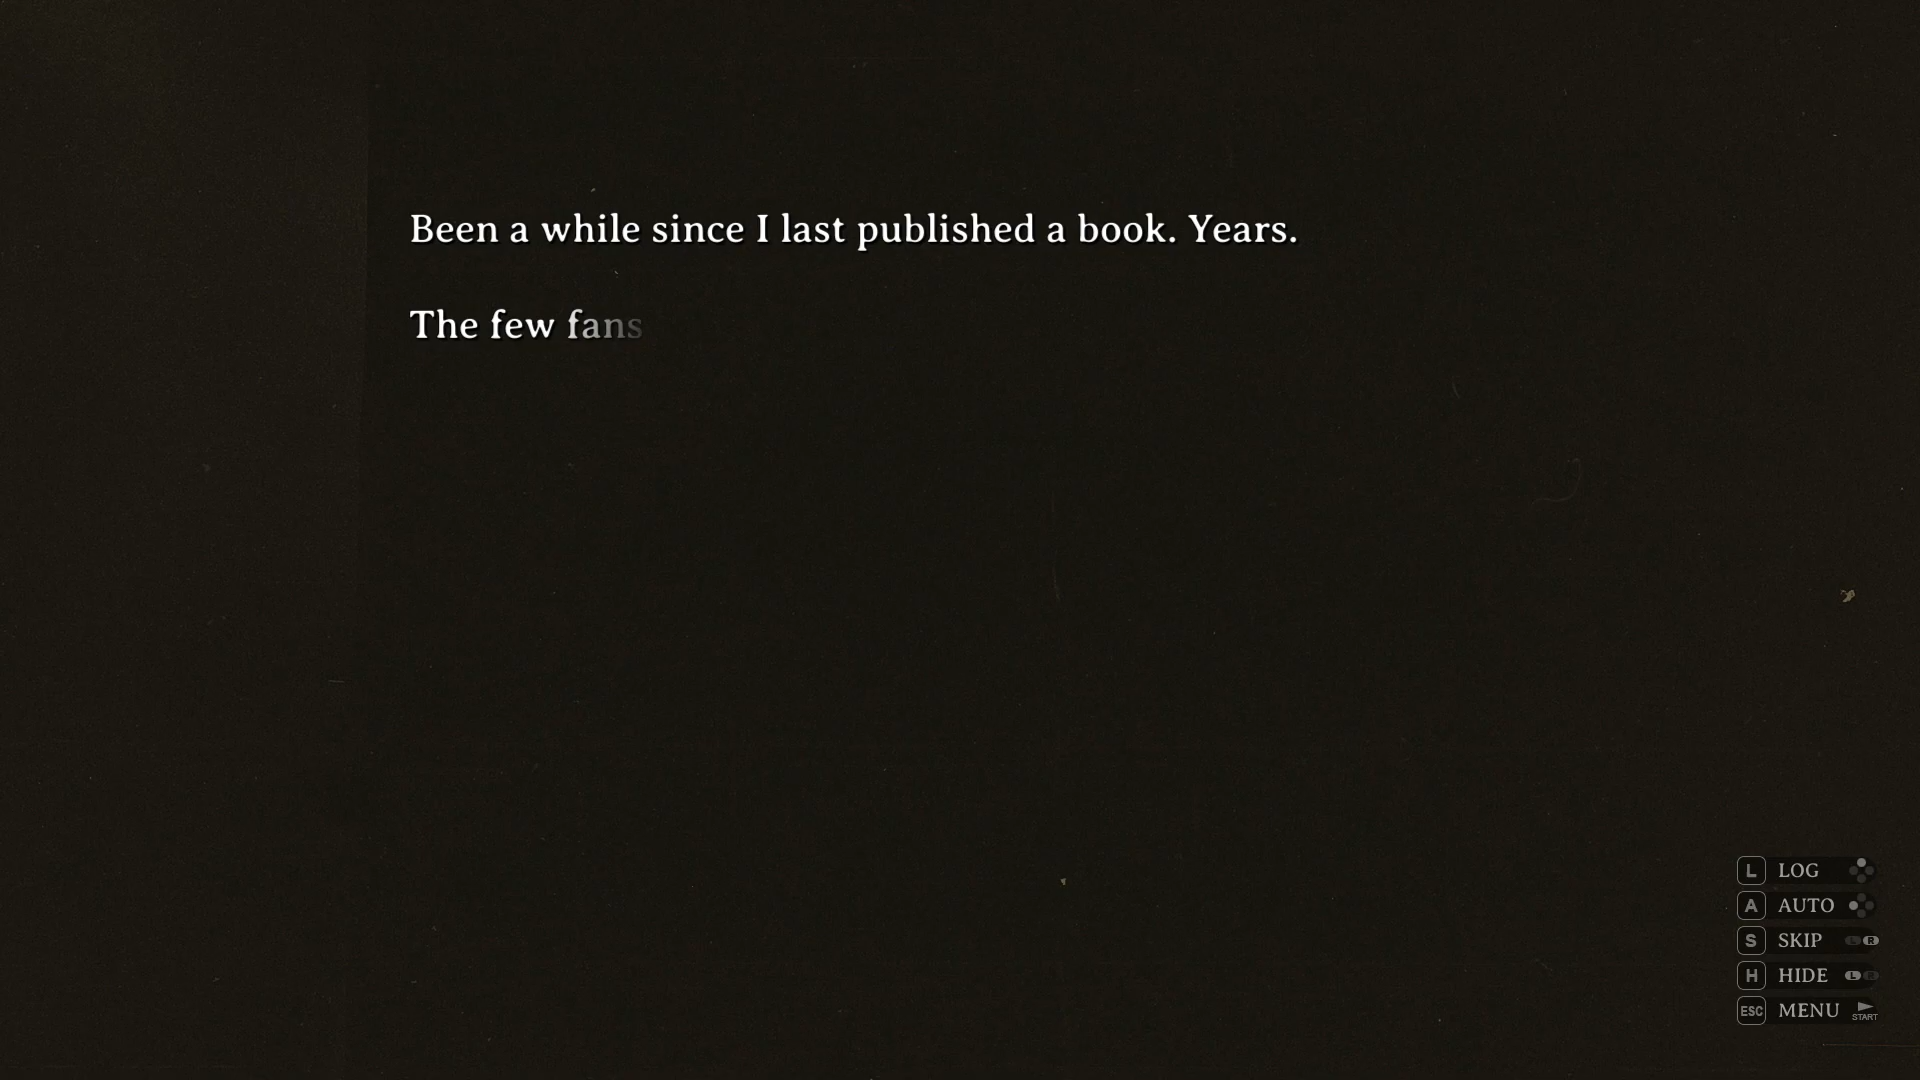 Been a while since I last published a book. Years.
The few fans
L LOG
A AUTO
S SKIP L R
H HIDE L R
ESC MENU START